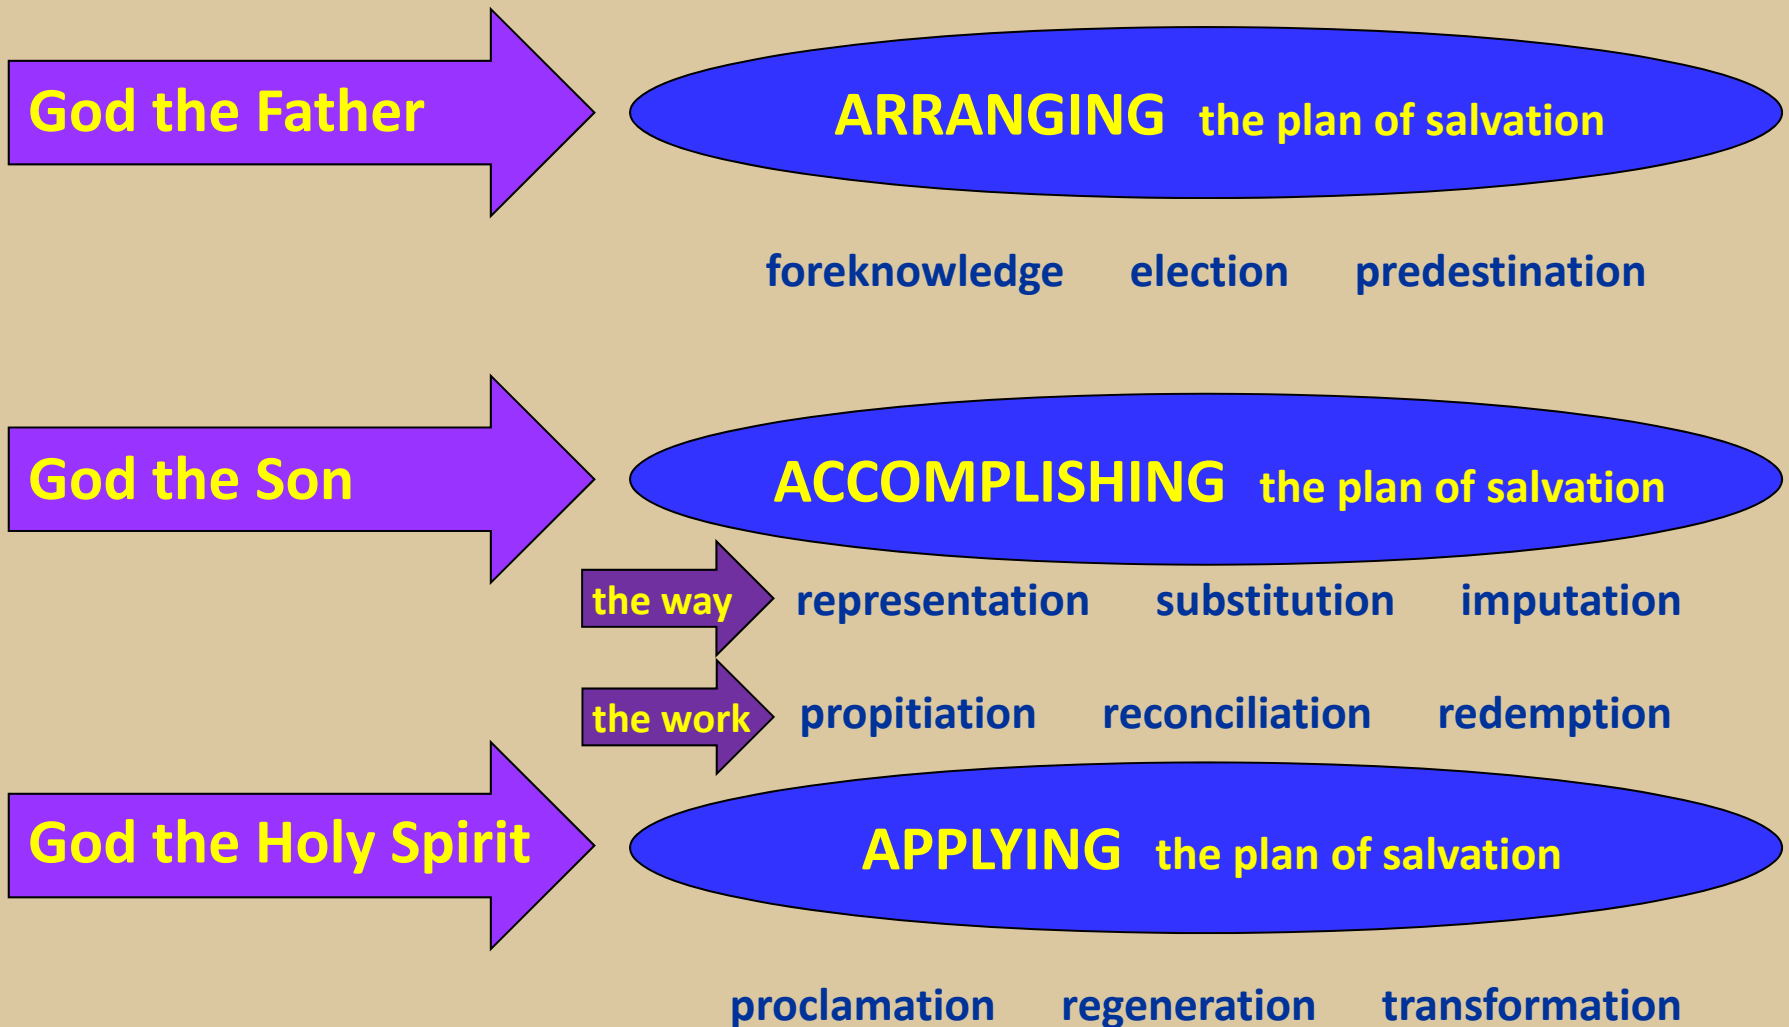 God the Father
ARRANGING the plan of salvation
foreknowledge election predestination
God the Son
ACCOMPLISHING the plan of salvation
the way representation substitution imputation
the work propitiation reconciliation redemption
God the Holy Spirit
APPLYING the plan of salvation
proclamation regeneration transformation